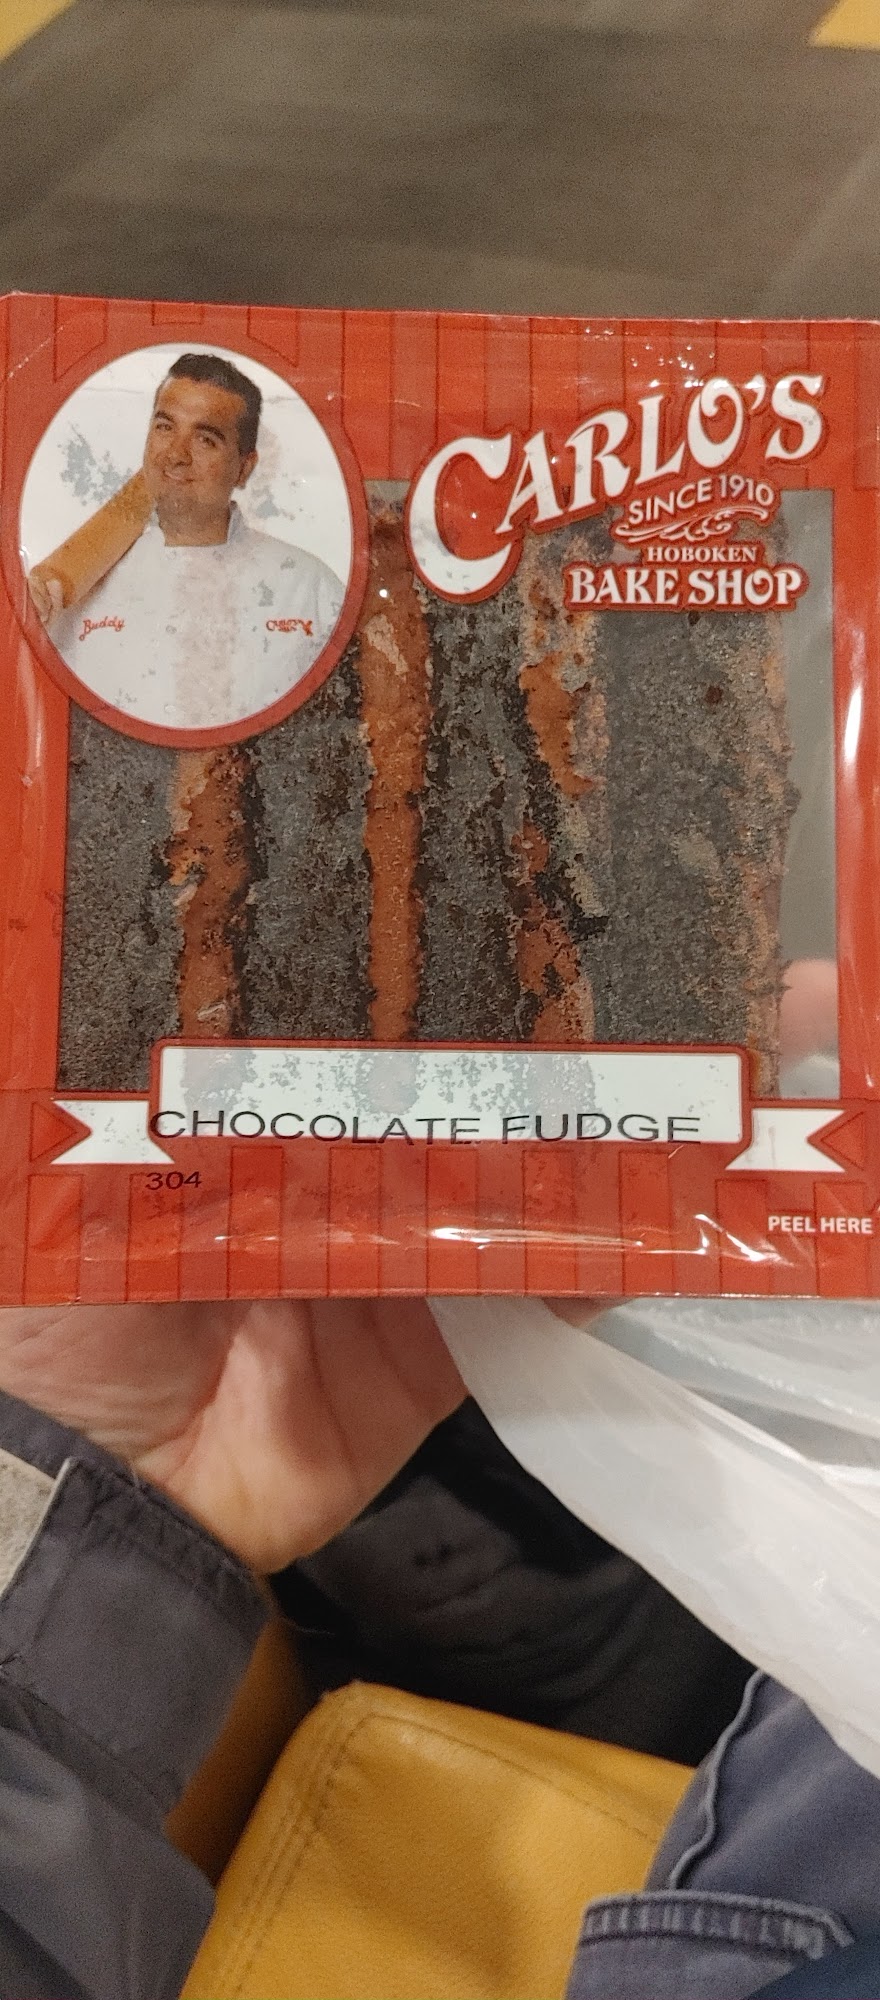 CARLO'S
SINCE 1910
HOBOKEN
BAKE SHOP
Buddy
CHOCOLATE FUDGE
304
PEEL HERE